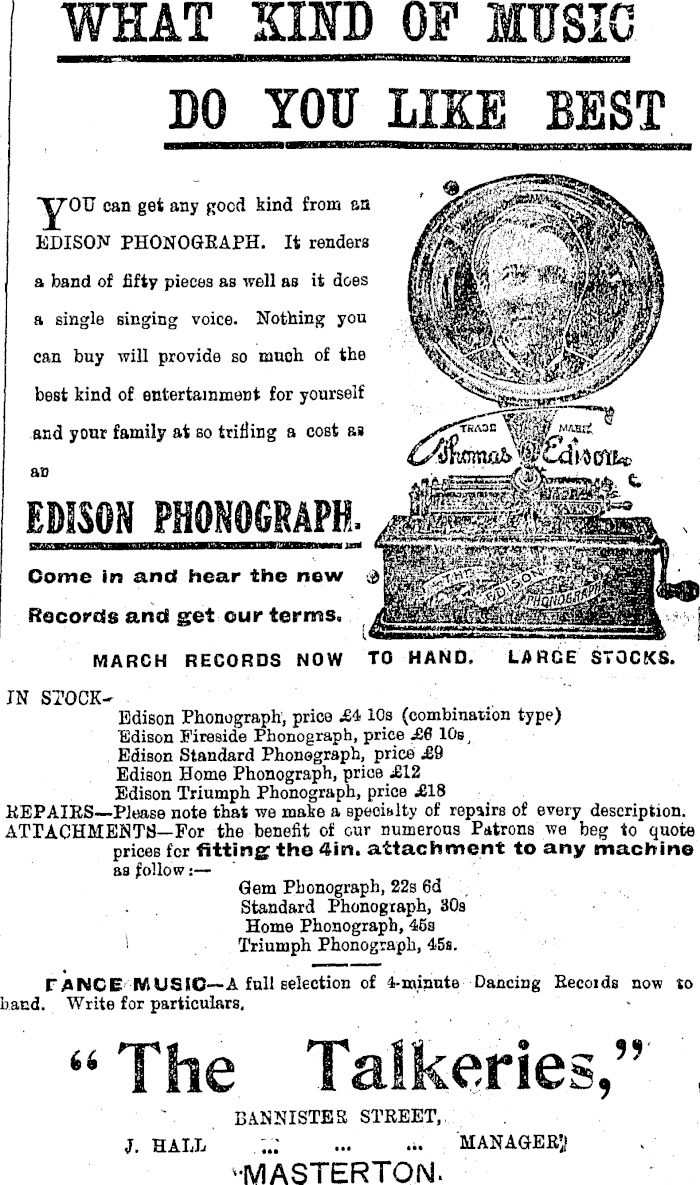 WHAT KIND OF MUSIC
DO YOU LIKE BEST
YOU can get any good kind from an
EDISON PHONOGRAPH. It renders
a band of fifty pieces as well as it does
a single singing voice. Nothing you
can buy will provide so much of the
best kind of entertainment for yourself
and your family at so trifling a cost as
an
EDISON PHONOGRAPH.
Come in and hear the new
Records and get our terms.
TRADE MARK
Thomas Edison
THE EDISON PHONOGRAPH
MARCH RECORDS NOW TO HAND. LARGE STOCKS.
IN STOCK—
Edison Phonograph, price £4 10s (combination type)
Edison Fireside Phonograph, price £6 10s
Edison Standard Phonograph, price £9
Edison Home Phonograph, price £12
Edison Triumph Phonograph, price £18
REPAIRS—Please note that we make a specialty of repairs of every description.
ATTACHMENTS—For the benefit of our numerous Patrons we beg to quote
prices for fitting the 4in. attachment to any machine
as follow:—
Gem Phonograph, 22s 6d
Standard Phonograph, 30s
Home Phonograph, 45s
Triumph Phonograph, 45s.
DANCE MUSIC—A full selection of 4-minute Dancing Records now to
hand. Write for particulars.
"The Talkeries,"
BANNISTER STREET,
J. HALL ... ... ... MANAGER,
MASTERTON.